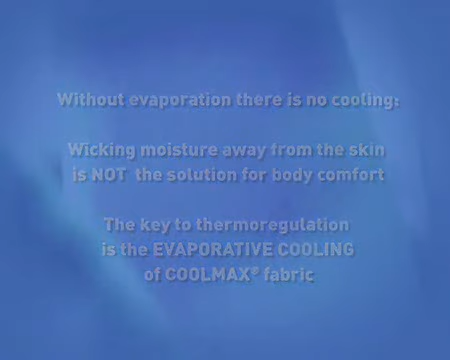 Without evaporation there is no cooling:
Wicking moisture away from the skin
is NOT the solution for body comfort
The key to thermoregulation
is the EVAPORATIVE COOLING
of COOLMAX® fabric